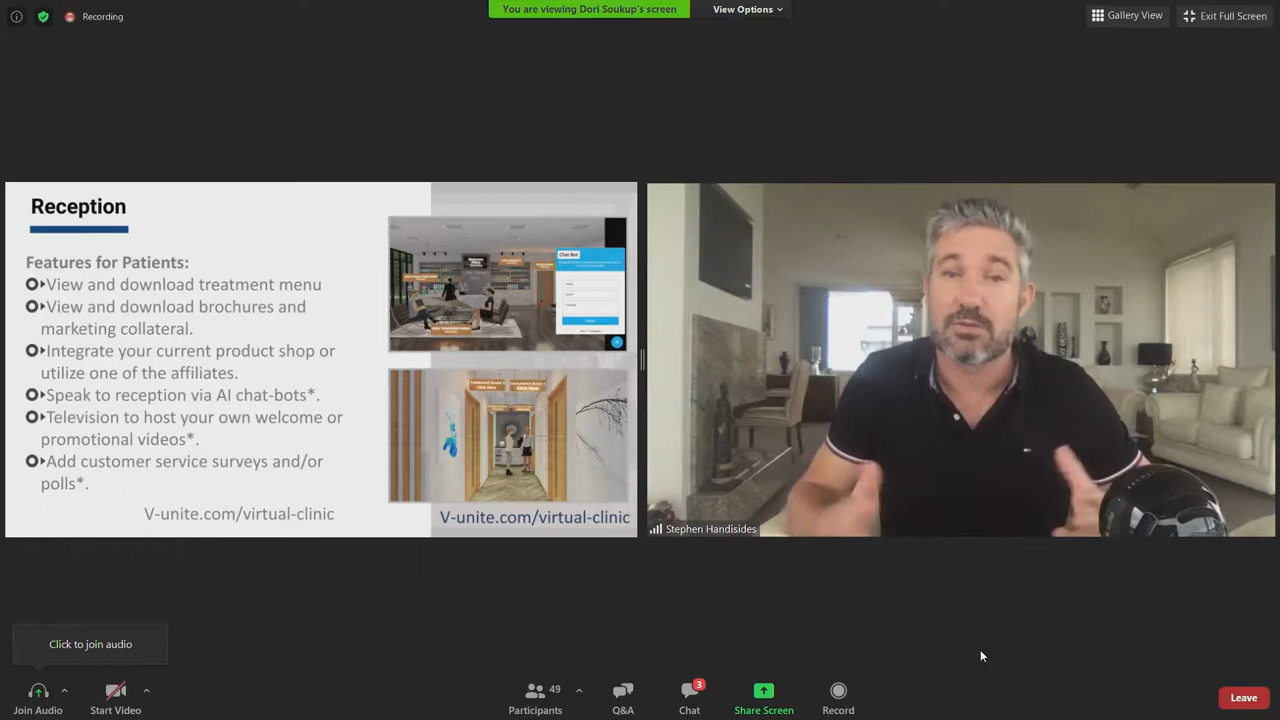 Recording
You are viewing Dori Soukup's screen
View Options
Gallery View
Exit Full Screen
Reception
Features for Patients:
View and download treatment menu
View and download brochures and
marketing collateral.
Integrate your current product shop or
utilize one of the affiliates.
Speak to reception via AI chat-bots*.
Television to host your own welcome or
promotional videos*.
Add customer service surveys and/or
polls*.
V-unite.com/virtual-clinic
Chat Bot
V-unite.com/virtual-clinic
Stephen Handisides
Click to join audio
Join Audio
Start Video
49
Participants
Q&A
3
Chat
Share Screen
Record
Leave